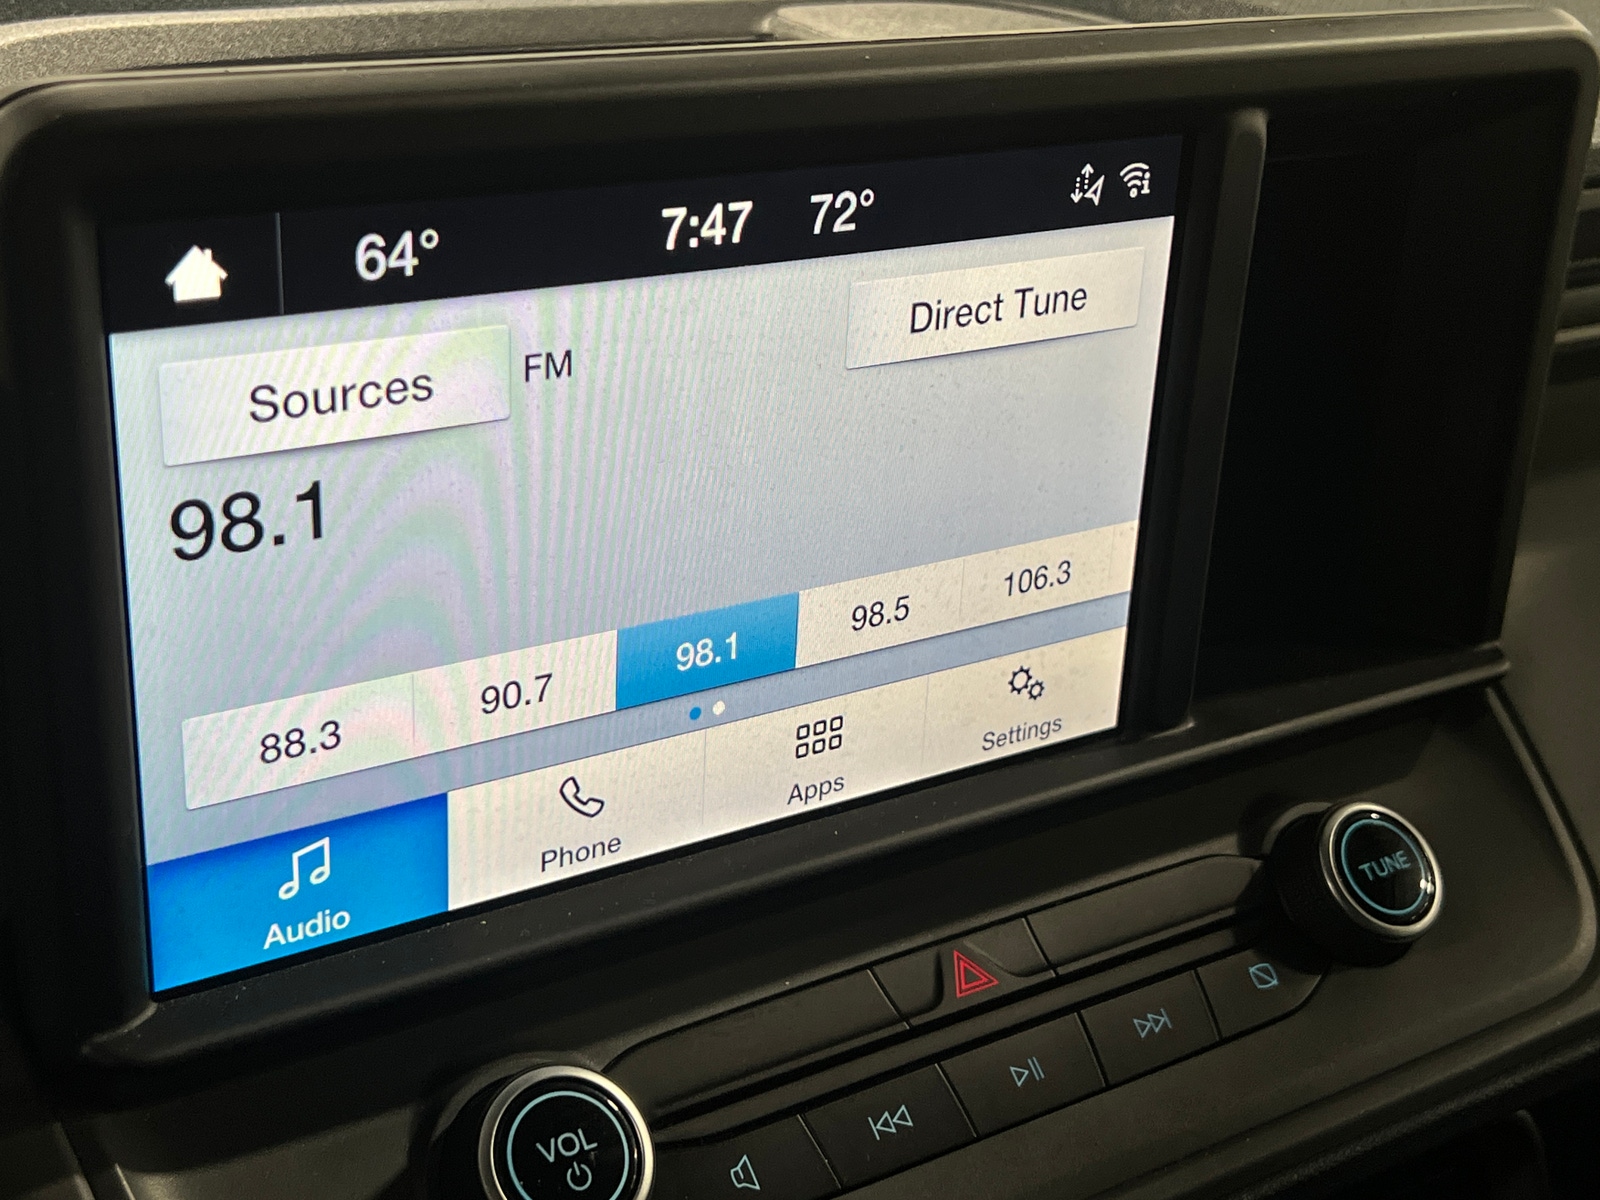 64° 7:47 72°
Sources FM Direct Tune
98.1
88.3 90.7 98.1 98.5 106.3
Audio Phone Apps Settings
TUNE
VOL